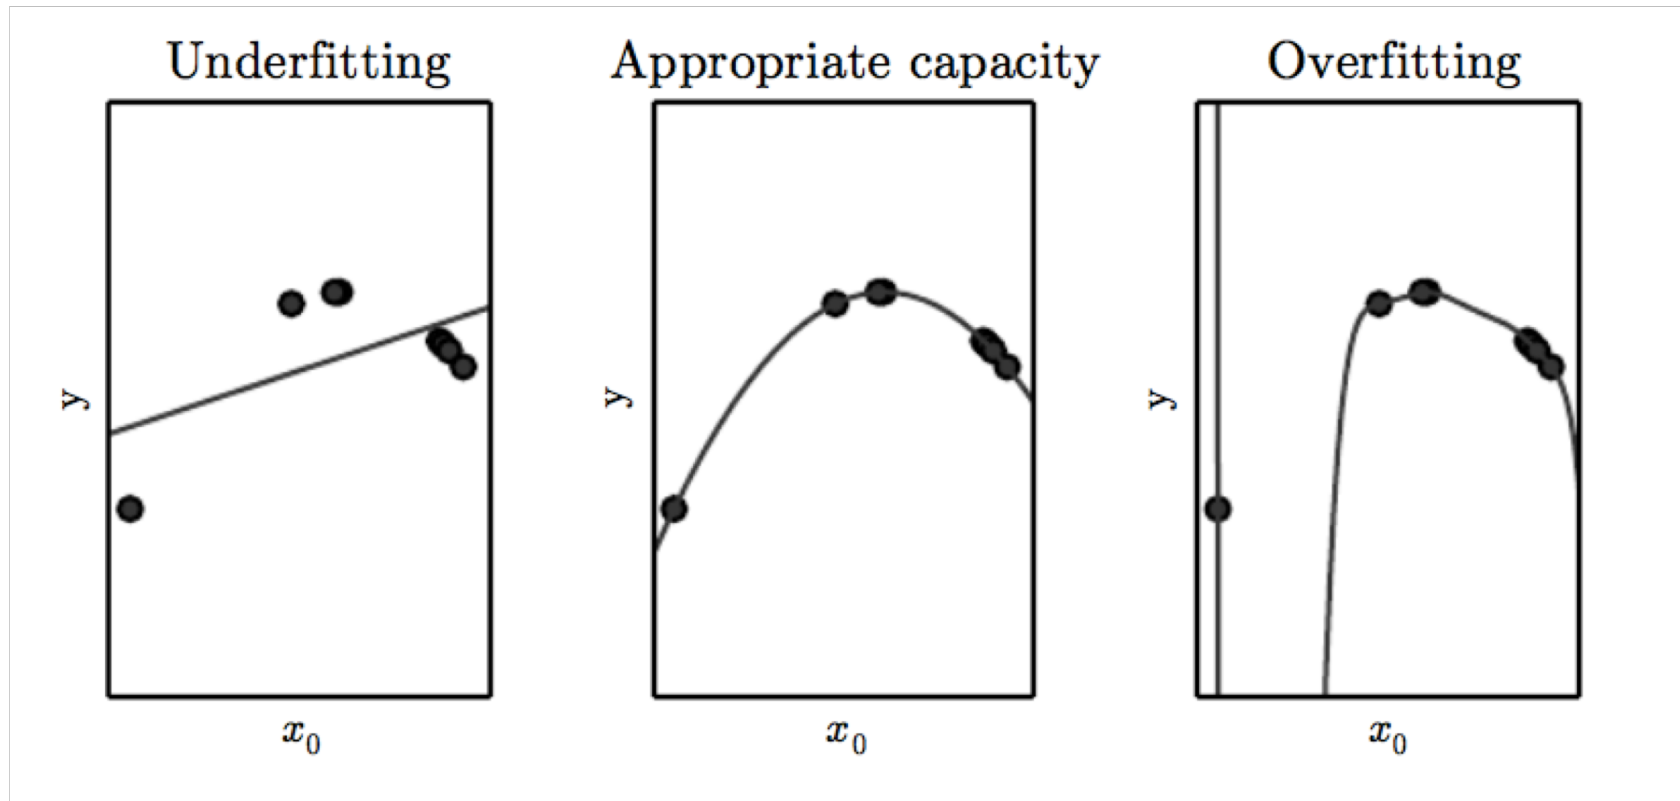 Underfitting
Appropriate capacity
Overfitting
y
y
y
x₀
x₀
x₀